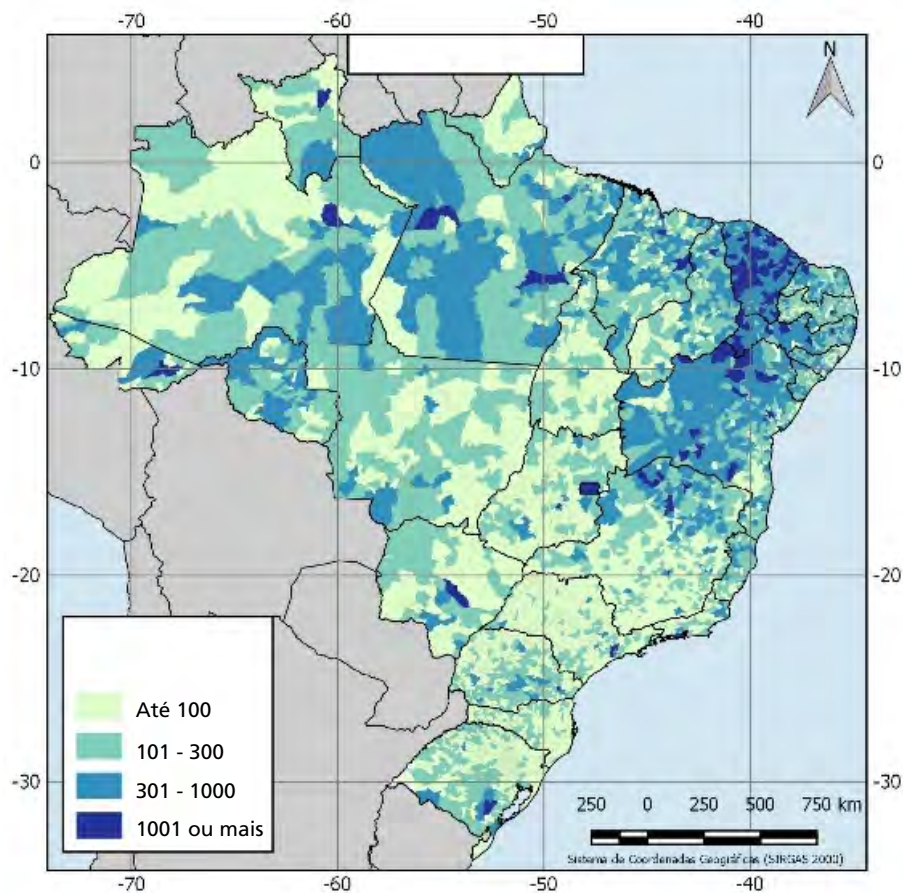 -70 -60 -50 -40
N
0 0
-10 -10
-20 -20
Até 100
101 - 300
301 - 1000
1001 ou mais
-30 -30
250 0 250 500 750 km
Sistema de Coordenadas Geográficas (SIRGAS 2000)
-70 -60 -50 -40